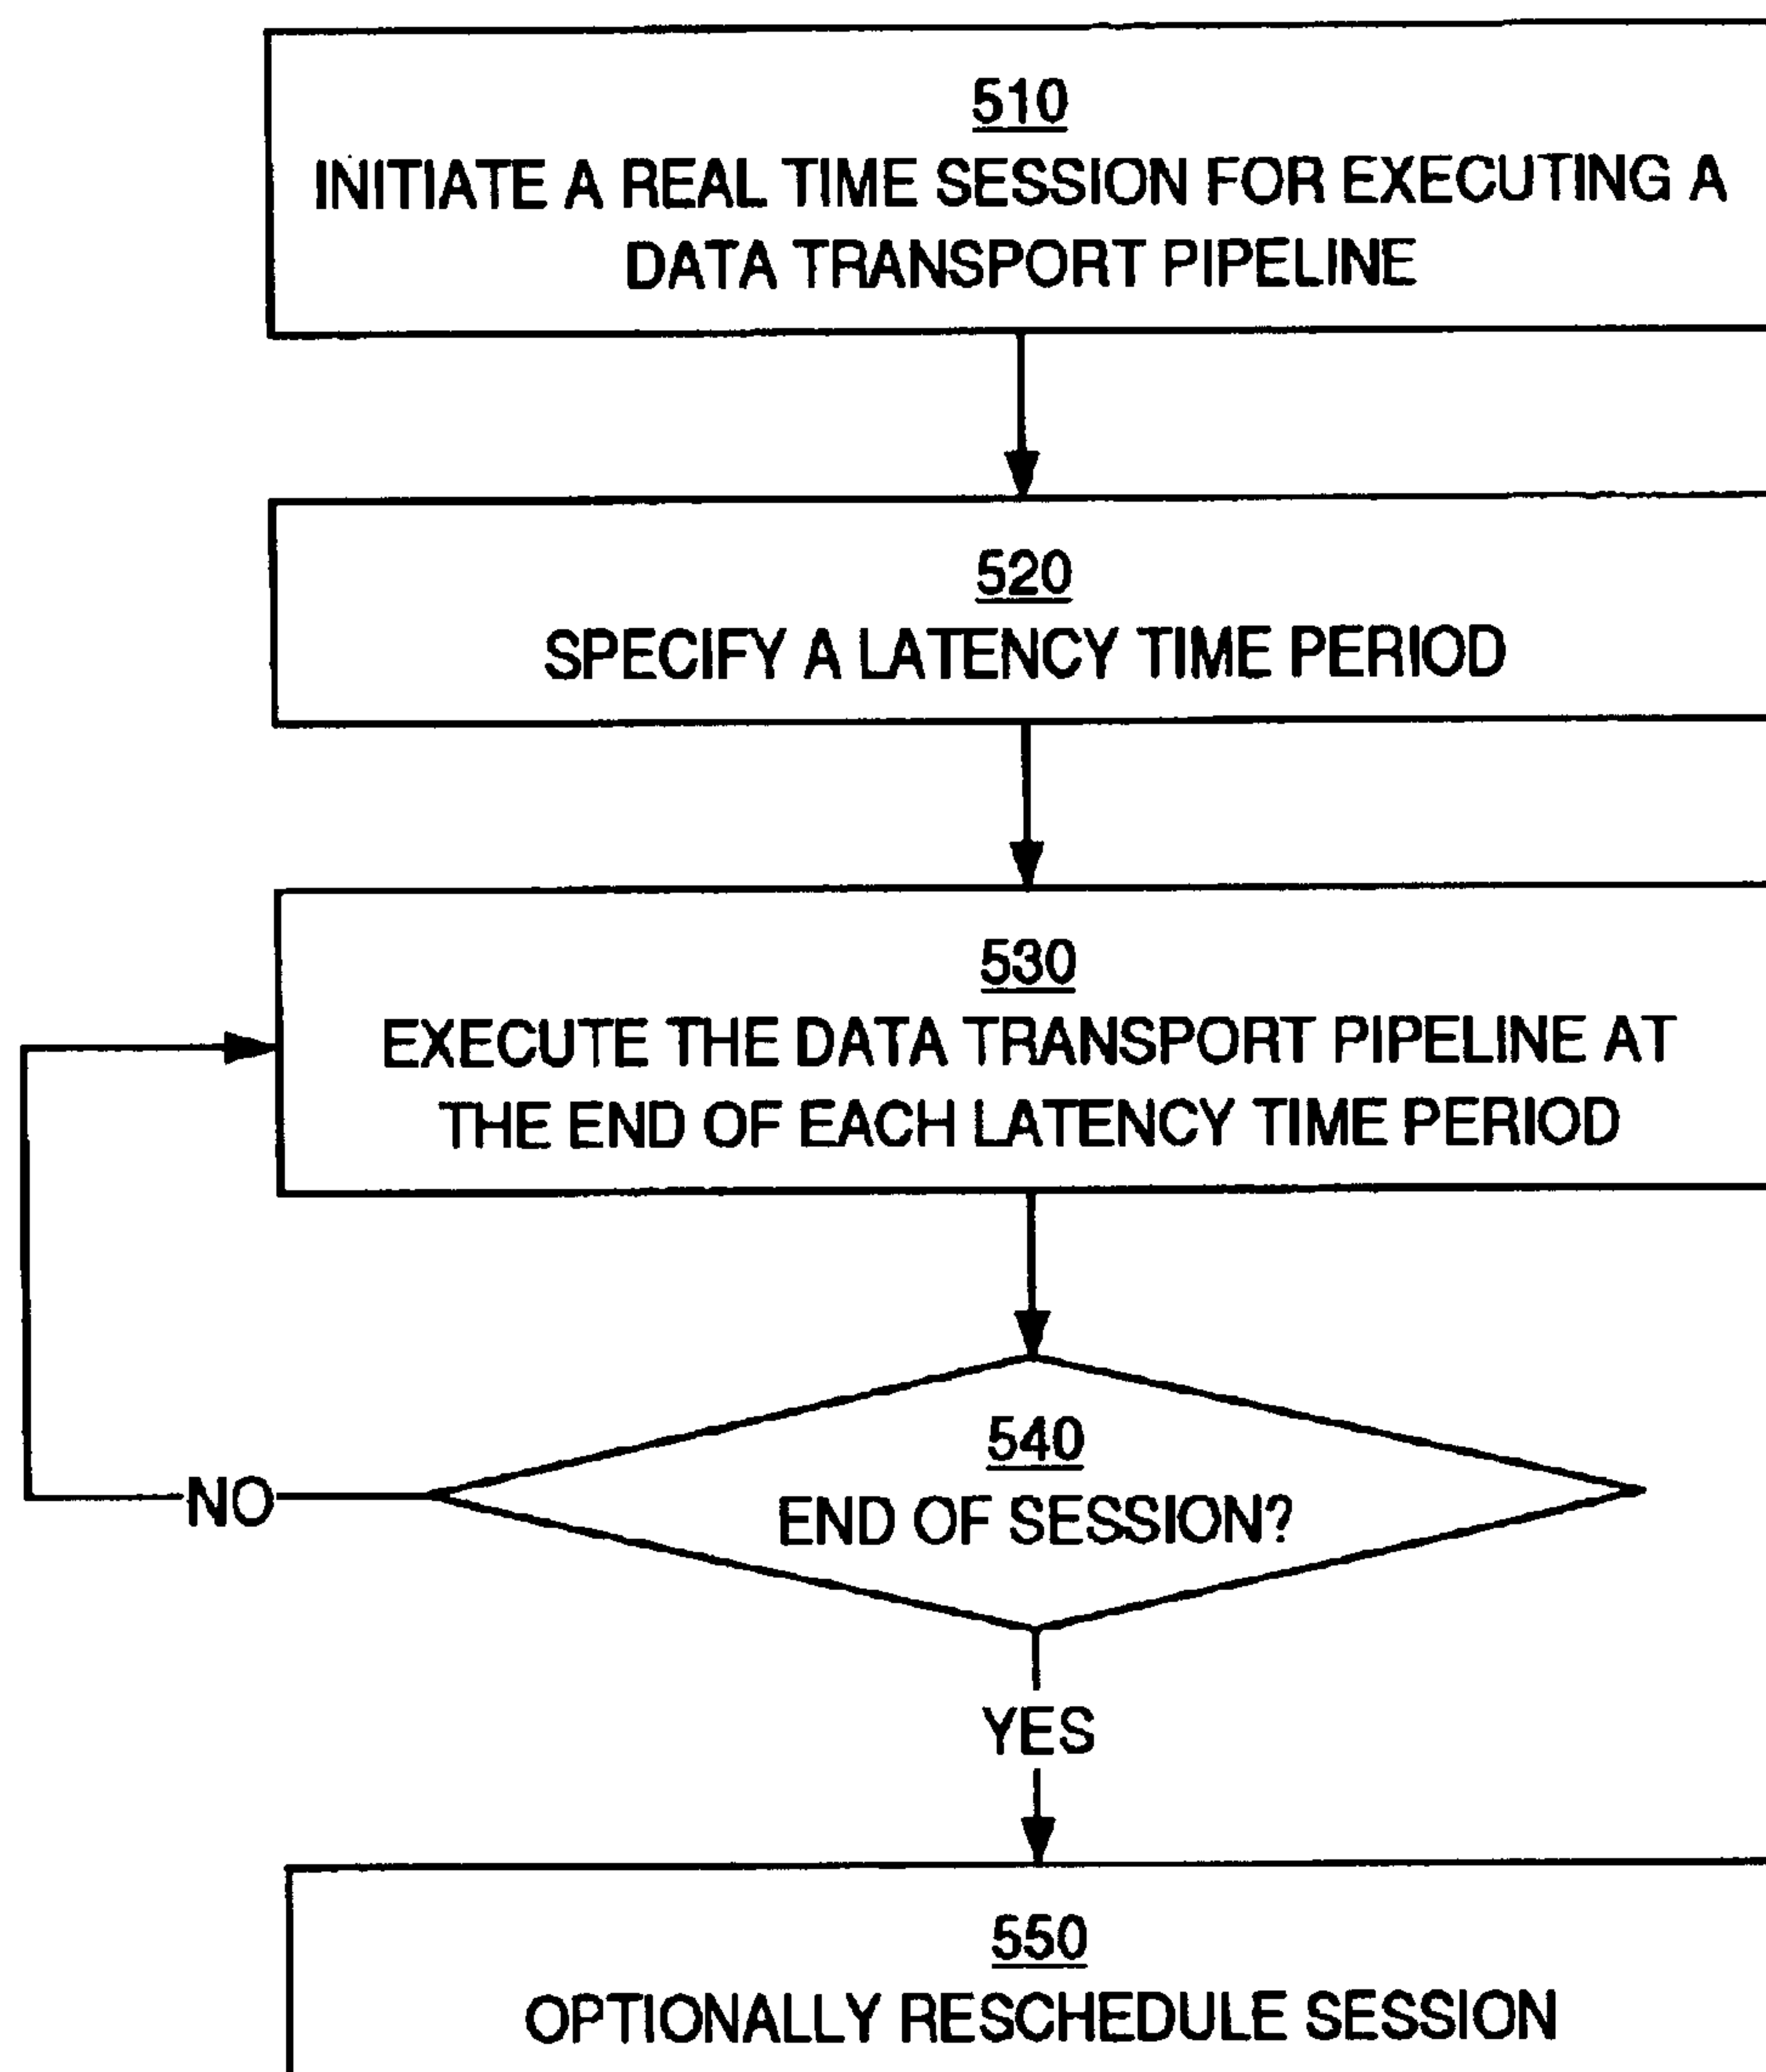 510
INITIATE A REAL TIME SESSION FOR EXECUTING A
DATA TRANSPORT PIPELINE
520
SPECIFY A LATENCY TIME PERIOD
530
EXECUTE THE DATA TRANSPORT PIPELINE AT
THE END OF EACH LATENCY TIME PERIOD
540
END OF SESSION?
NO
YES
550
OPTIONALLY RESCHEDULE SESSION